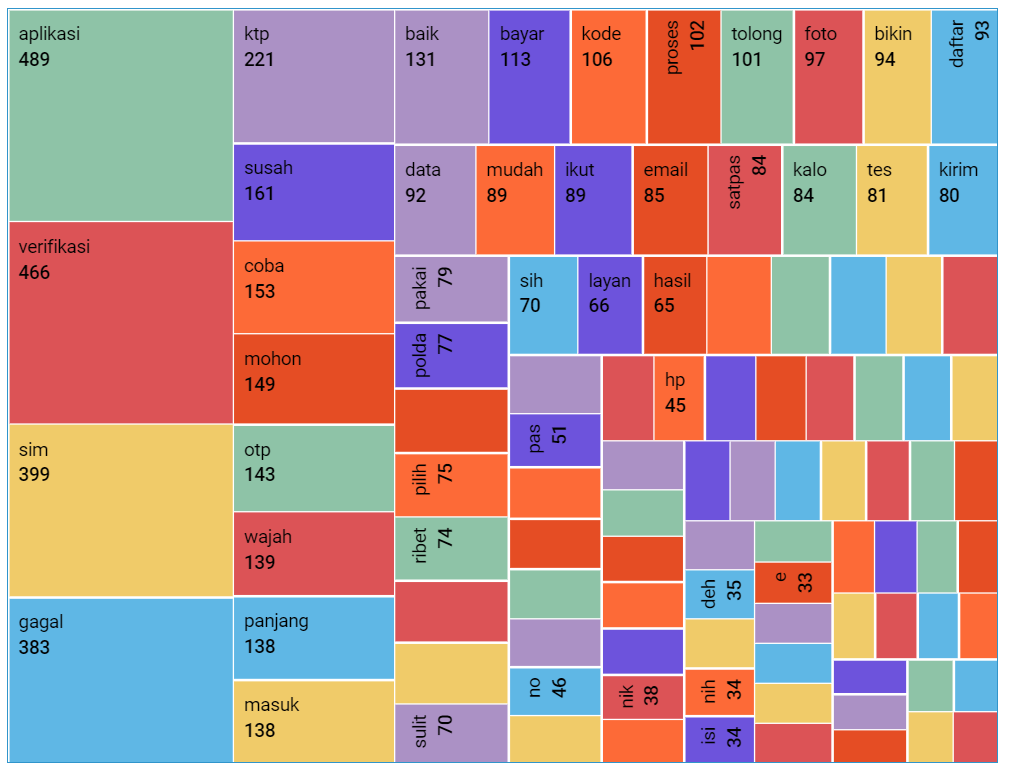 aplikasi
489
verifikasi
466
sim
399
gagal
383
ktp
221
susah
161
coba
153
mohon
149
otp
143
wajah
139
panjang
138
masuk
138
baik
131
bayar
113
kode
106
proses
102
tolong
101
foto
97
bikin
94
daftar
93
data
92
mudah
89
ikut
89
email
85
satpas
84
kalo
84
tes
81
kirim
80
pakai
79
polda
77
pilih
75
ribet
74
sulit
70
sih
70
layan
66
hasil
65
pas
51
no
46
hp
45
nik
38
deh
35
nih
34
isi
34
e
33